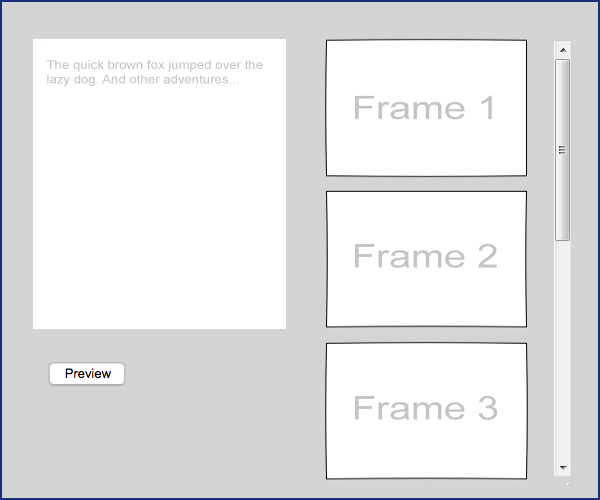 The quick brown fox jumped over the
lazy dog. And other adventures...
Preview
Frame 1
Frame 2
Frame 3